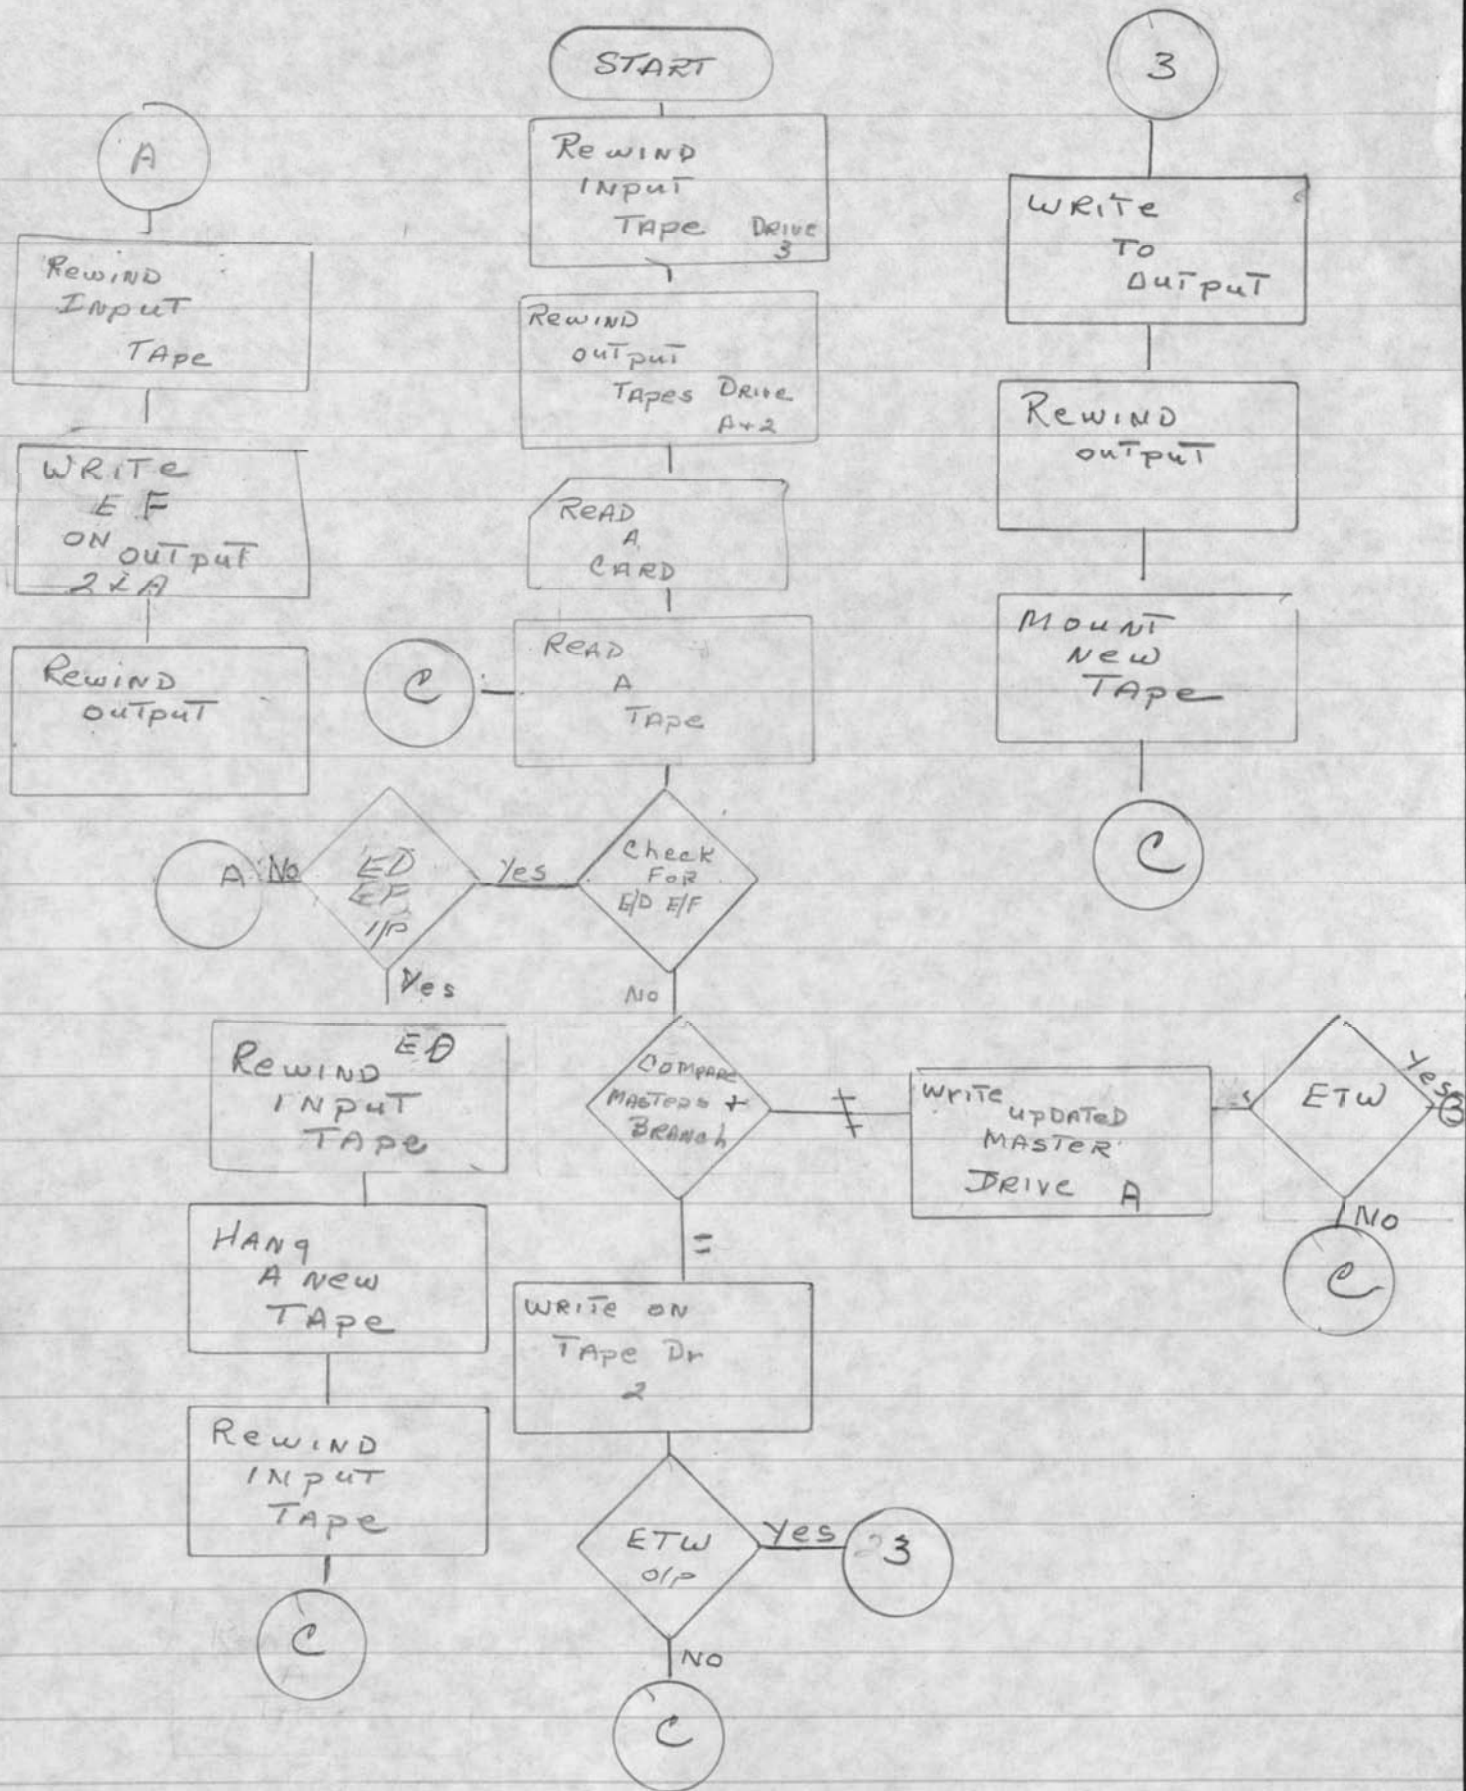 START
Rewind
Input
Tape Drive
3
Rewind
output
Tapes Drive
A+2
Read
A
Card
C
Read
A
Tape
Check
For
E/D E/F
Yes
No
ED
EF
I/P
No
A
Yes
Rewind ED
Input
Tape
Hang
A New
Tape
Rewind
Input
Tape
C
Compare
Masters +
Branch
≠
Write
upDated
Master
Drive A
ETW
Yes
3
No
C
=
Write on
Tape Dr
2
ETW
O/P
Yes
3
No
C
A
Rewind
Input
Tape
Write
EF
ON output
2 & A
Rewind
output
3
Write
To
Output
Rewind
output
Mount
New
Tape
C